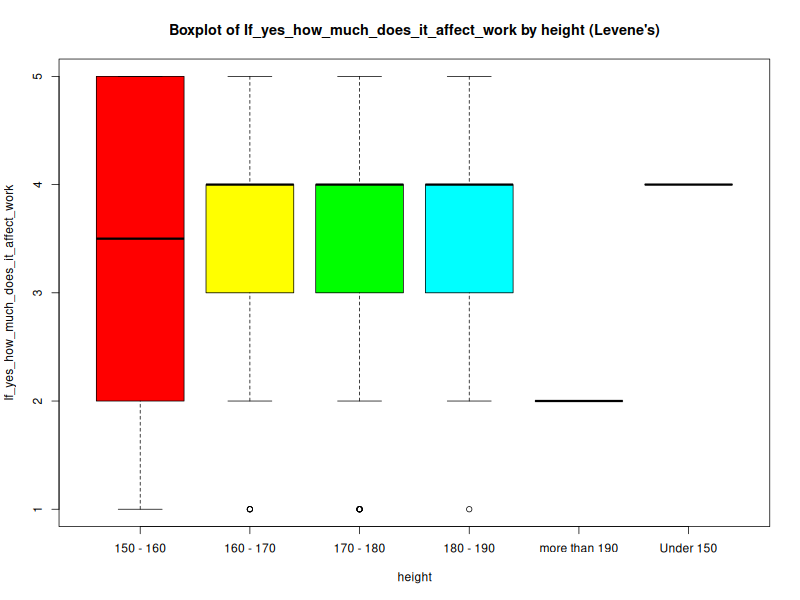 Boxplot of If_yes_how_much_does_it_affect_work by height (Levene's)
If_yes_how_much_does_it_affect_work
5
4
3
2
1
150 - 160 160 - 170 170 - 180 180 - 190 more than 190 Under 150
height